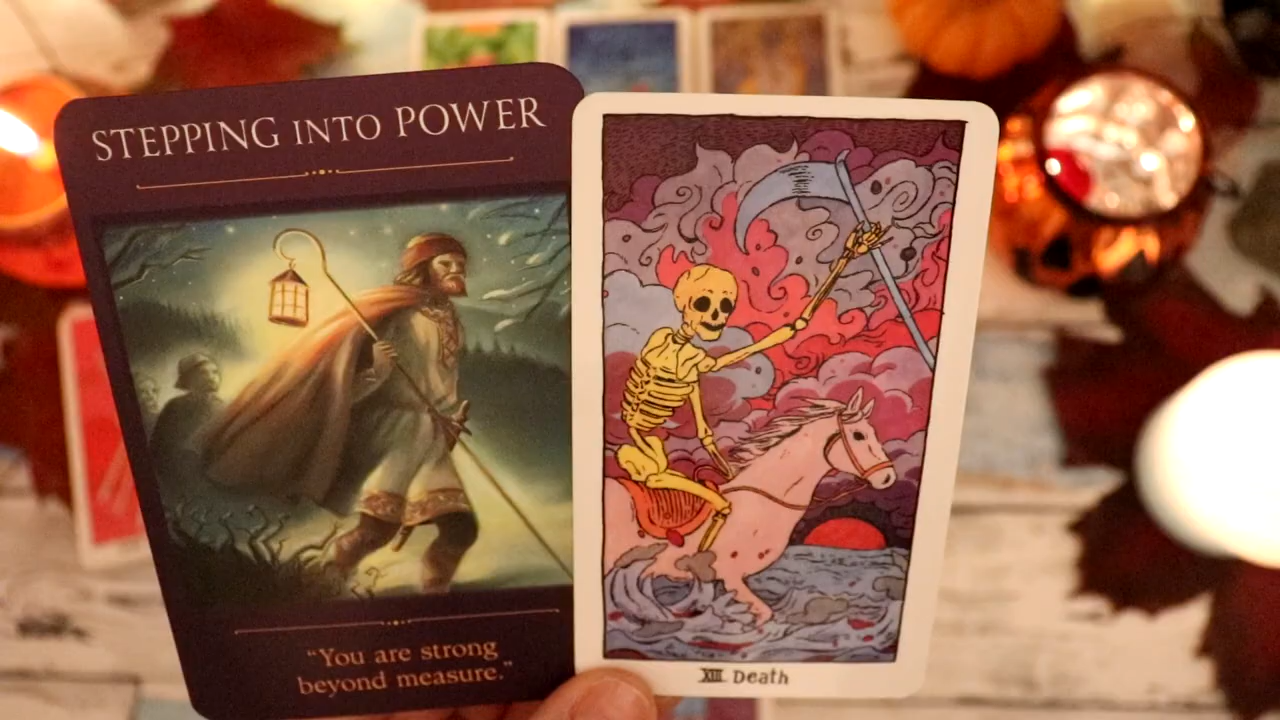 STEPPING INTO POWER
“You are strong
beyond measure.”
XIII Death